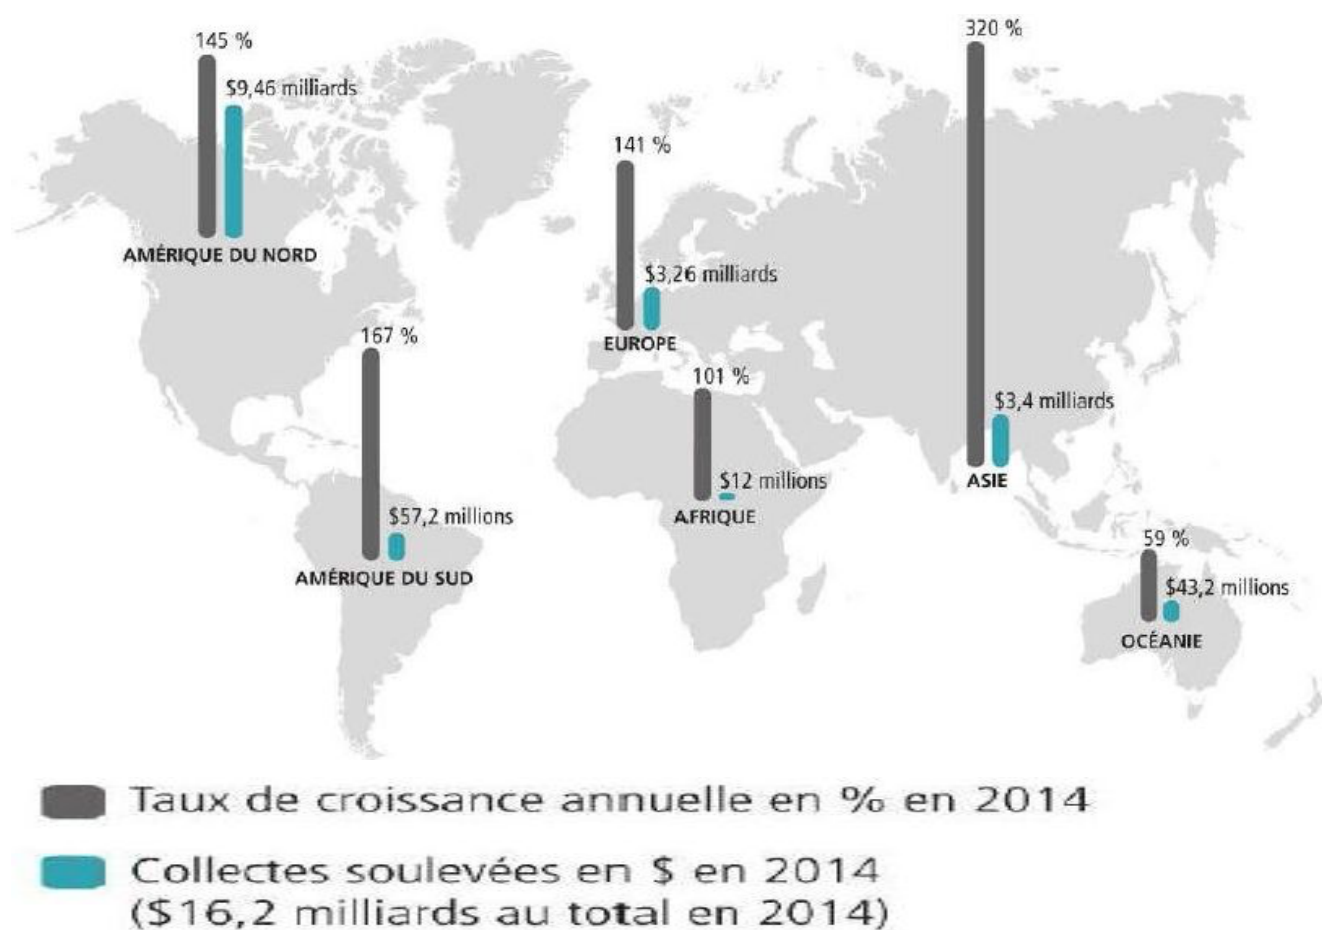 145 %
$9,46 milliards
AMÉRIQUE DU NORD
320 %
141 %
$3,26 milliards
EUROPE
167 %
$57,2 millions
AMÉRIQUE DU SUD
101 %
$12 millions
AFRIQUE
$3,4 milliards
ASIE
59 %
$43,2 millions
OCÉANIE
Taux de croissance annuelle en % en 2014
Collectes soulevées en $ en 2014
($16,2 milliards au total en 2014)